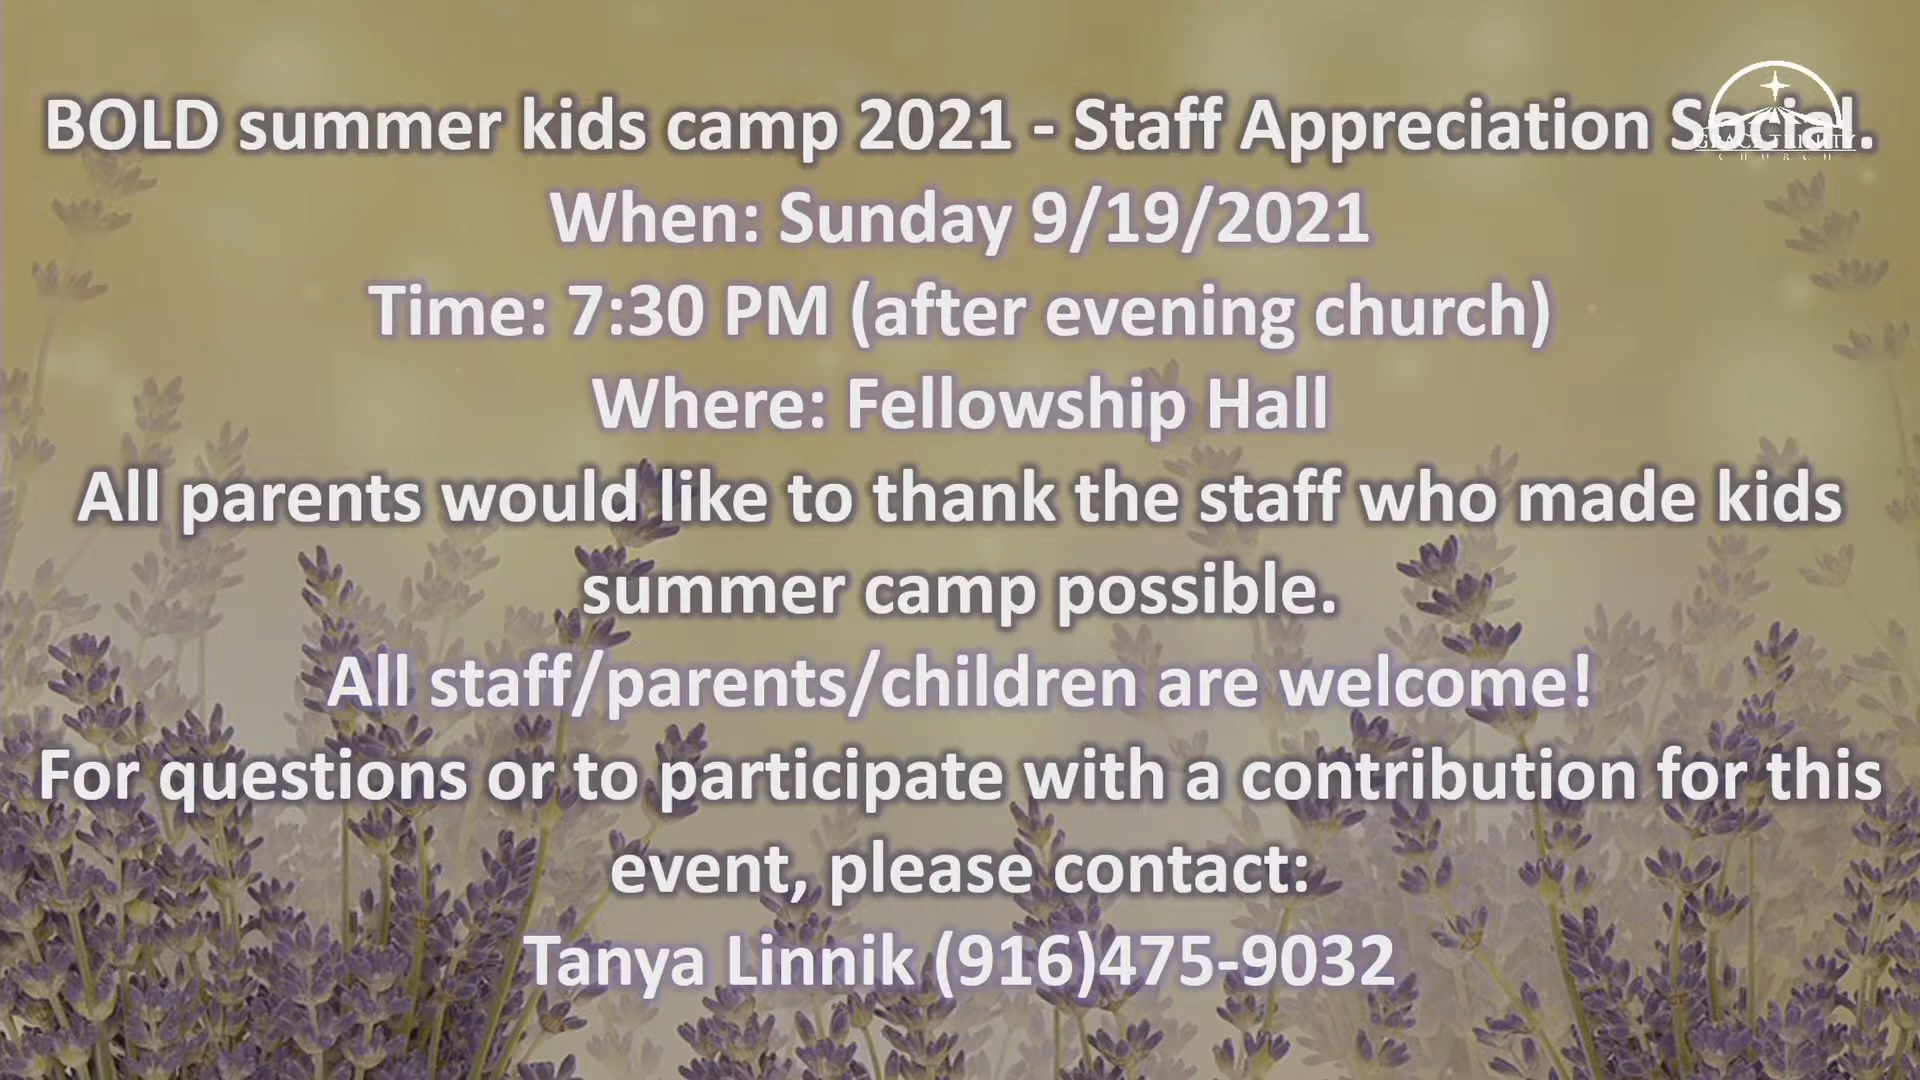 BOLD summer kids camp 2021 - Staff Appreciation Social.
GRACE TRINITY
CHURCH
When: Sunday 9/19/2021
Time: 7:30 PM (after evening church)
Where: Fellowship Hall
All parents would like to thank the staff who made kids
summer camp possible.
All staff/parents/children are welcome!
For questions or to participate with a contribution for this
event, please contact:
Tanya Linnik (916)475-9032